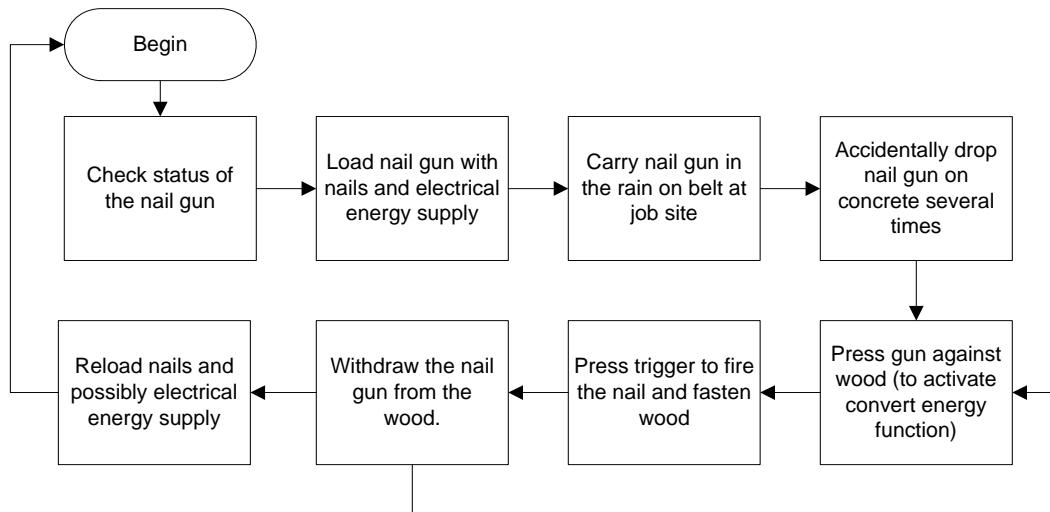 Begin
Check status of
the nail gun
Load nail gun with
nails and electrical
energy supply
Carry nail gun in
the rain on belt at
job site
Accidentally drop
nail gun on
concrete several
times
Press gun against
wood (to activate
convert energy
function)
Press trigger to fire
the nail and fasten
wood
Withdraw the nail
gun from the
wood.
Reload nails and
possibly electrical
energy supply